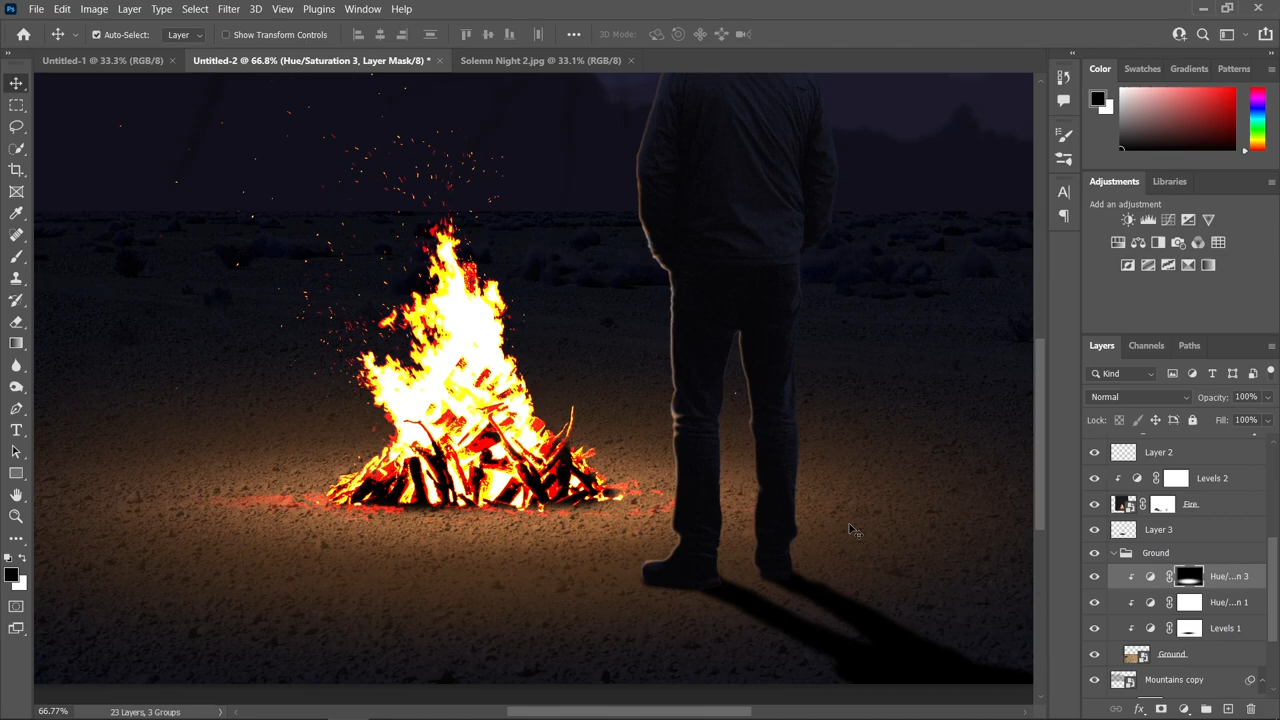 Ps File Edit Image Layer Type Select Filter 3D View Plugins Window Help
Auto-Select: Layer Show Transform Controls 3D Mode:
Untitled-1 @ 33.3% (RGB/8) Untitled-2 @ 66.8% (Hue/Saturation 3, Layer Mask/8) * Solemn Night 2.jpg @ 33.1% (RGB/8)
Color Swatches Gradients Patterns
Adjustments Libraries
Add an adjustment
Layers Channels Paths
Kind
Normal Opacity: 100%
Lock: Fill: 100%
Layer 2
Levels 2
Fire
Layer 3
Ground
Hue/...n 3
Hue/...n 1
Levels 1
Ground
Mountains copy
66.77% 23 Layers, 3 Groups